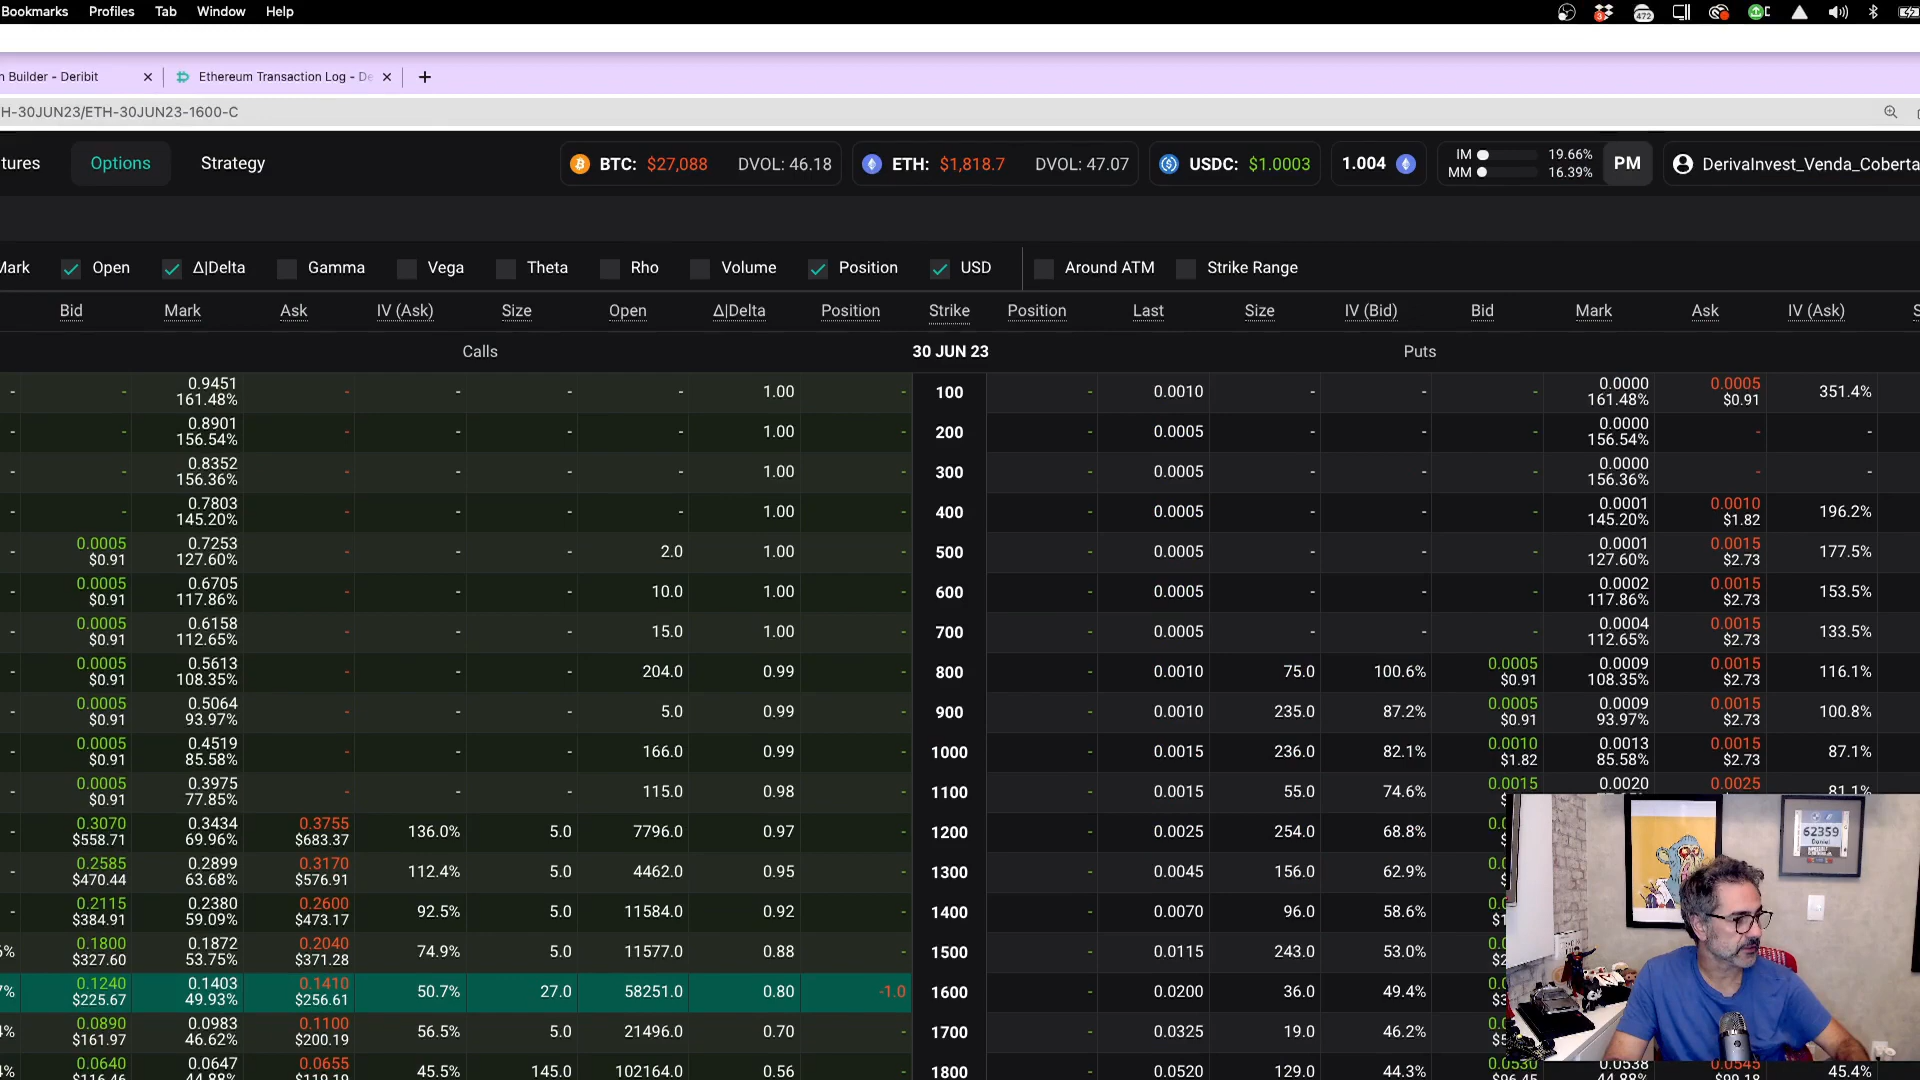 Bookmarks Profiles Tab Window Help 472
n Builder - Deribit × Ethereum Transaction Log - De × +
H-30JUN23/ETH-30JUN23-1600-C
tures Options Strategy BTC: $27,088 DVOL: 46.18 ETH: $1,818.7 DVOL: 47.07 USDC: $1.0003 1.004 IM 19.66% MM 16.39% PM DerivaInvest_Venda_Coberta
Mark Open Δ|Delta Gamma Vega Theta Rho Volume Position USD Around ATM Strike Range
Bid Mark Ask IV (Ask) Size Open Δ|Delta Position Strike Position Last Size IV (Bid) Bid Mark Ask IV (Ask) S
Calls 30 JUN 23 Puts
- - 0.9451 161.48% - - - - 1.00 - 100 - 0.0010 - - - 0.0000 161.48% 0.0005 $0.91 351.4%
- - 0.8901 156.54% - - - - 1.00 - 200 - 0.0005 - - - 0.0000 156.54% - -
- - 0.8352 156.36% - - - - 1.00 - 300 - 0.0005 - - - 0.0000 156.36% - -
- - 0.7803 145.20% - - - - 1.00 - 400 - 0.0005 - - - 0.0001 145.20% 0.0010 $1.82 196.2%
- 0.0005 $0.91 0.7253 127.60% - - - 2.0 1.00 - 500 - 0.0005 - - - 0.0001 127.60% 0.0015 $2.73 177.5%
- 0.0005 $0.91 0.6705 117.86% - - - 10.0 1.00 - 600 - 0.0005 - - - 0.0002 117.86% 0.0015 $2.73 153.5%
- 0.0005 $0.91 0.6158 112.65% - - - 15.0 1.00 - 700 - 0.0005 - - - 0.0004 112.65% 0.0015 $2.73 133.5%
- 0.0005 $0.91 0.5613 108.35% - - - 204.0 0.99 - 800 - 0.0010 75.0 100.6% 0.0005 $0.91 0.0009 108.35% 0.0015 $2.73 116.1%
- 0.0005 $0.91 0.5064 93.97% - - - 5.0 0.99 - 900 - 0.0010 235.0 87.2% 0.0005 $0.91 0.0009 93.97% 0.0015 $2.73 100.8%
- 0.0005 $0.91 0.4519 85.58% - - - 166.0 0.99 - 1000 - 0.0015 236.0 82.1% 0.0010 $1.82 0.0013 85.58% 0.0015 $2.73 87.1%
- 0.0005 $0.91 0.3975 77.85% - - - 115.0 0.98 - 1100 - 0.0015 55.0 74.6% 0.0015 0.0020 0.0025 81.1%
- 0.3070 $558.71 0.3434 69.96% 0.3755 $683.37 136.0% 5.0 7796.0 0.97 - 1200 - 0.0025 254.0 68.8%
- 0.2585 $470.44 0.2899 63.68% 0.3170 $576.91 112.4% 5.0 4462.0 0.95 - 1300 - 0.0045 156.0 62.9%
- 0.2115 $384.91 0.2380 59.09% 0.2600 $473.17 92.5% 5.0 11584.0 0.92 - 1400 - 0.0070 96.0 58.6%
0.1800 $327.60 0.1872 53.75% 0.2040 $371.28 74.9% 5.0 11577.0 0.88 - 1500 - 0.0115 243.0 53.0%
0.1240 $225.67 0.1403 49.93% 0.1410 $256.61 50.7% 27.0 58251.0 0.80 -1.0 1600 - 0.0200 36.0 49.4%
0.0890 $161.97 0.0983 46.62% 0.1100 $200.19 56.5% 5.0 21496.0 0.70 - 1700 - 0.0325 19.0 46.2%
0.0640 0.0647 0.0655 45.5% 145.0 102164.0 0.56 - 1800 - 0.0520 129.0 44.3% 0.0530 0.0538 0.0545 45.4%
62359
Daniel